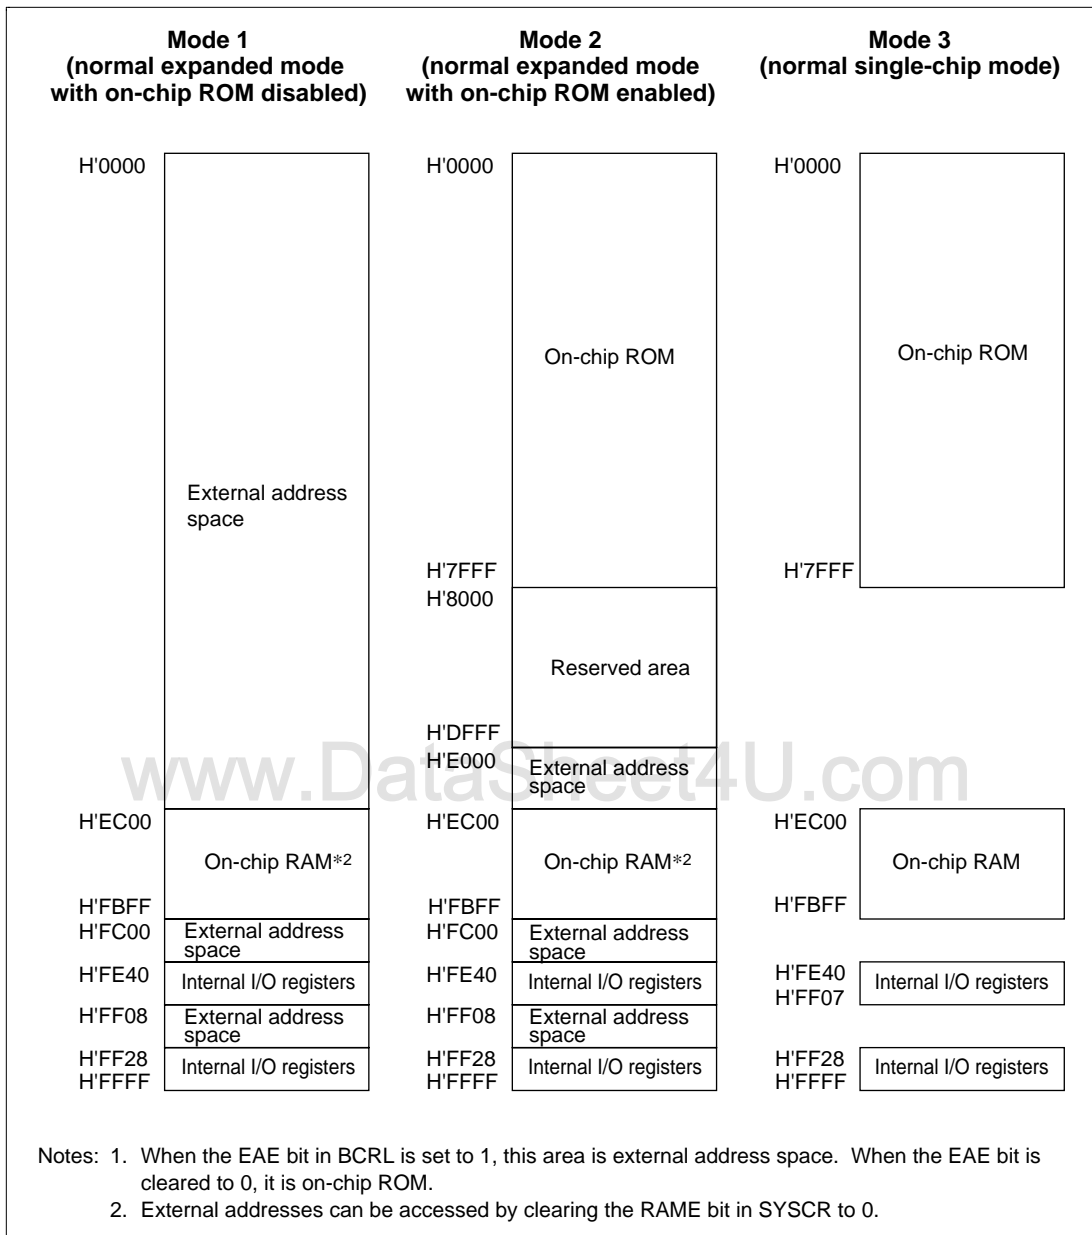 Mode 1
(normal expanded mode
with on-chip ROM disabled)
H'0000
External address
space
H'EC00
On-chip RAM*2
H'FBFF
H'FC00
External address
space
H'FE40
Internal I/O registers
H'FF08
External address
space
H'FF28
Internal I/O registers
H'FFFF
Mode 2
(normal expanded mode
with on-chip ROM enabled)
H'0000
On-chip ROM
H'7FFF
H'8000
Reserved area
H'DFFF
H'E000
External address
space
H'EC00
On-chip RAM*2
H'FBFF
H'FC00
External address
space
H'FE40
Internal I/O registers
H'FF08
External address
space
H'FF28
Internal I/O registers
H'FFFF
Mode 3
(normal single-chip mode)
H'0000
On-chip ROM
H'7FFF
H'EC00
On-chip RAM
H'FBFF
H'FE40
Internal I/O registers
H'FF07
H'FF28
Internal I/O registers
H'FFFF
www.DataSheet4U.com
Notes: 1. When the EAE bit in BCRL is set to 1, this area is external address space. When the EAE bit is
cleared to 0, it is on-chip ROM.
2. External addresses can be accessed by clearing the RAME bit in SYSCR to 0.